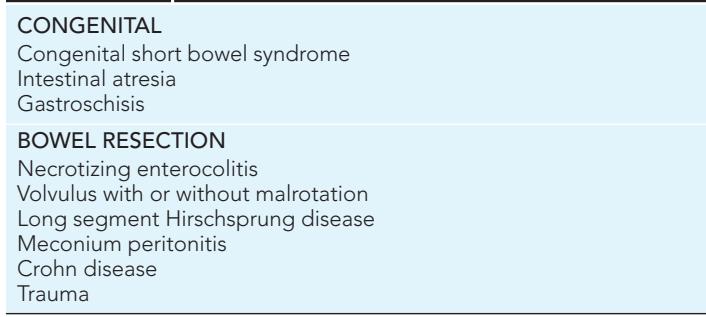 CONGENITAL
Congenital short bowel syndrome
Intestinal atresia
Gastroschisis
BOWEL RESECTION
Necrotizing enterocolitis
Volvulus with or without malrotation
Long segment Hirschsprung disease
Meconium peritonitis
Crohn disease
Trauma